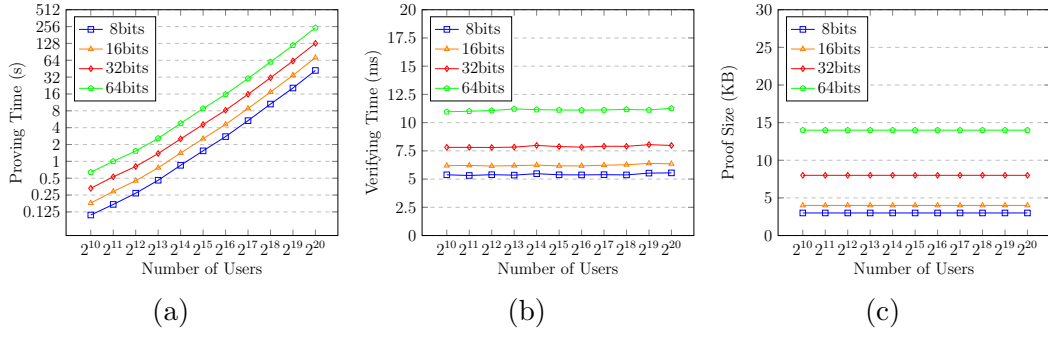 512
256
128
64
32
16
8
4
2
1
0.5
0.25
0.125
Proving Time (s)
8bits
16bits
32bits
64bits
2^10 2^11 2^12 2^13 2^14 2^15 2^16 2^17 2^18 2^19 2^20
Number of Users
(a)
20
17.5
15
12.5
10
7.5
5
2.5
0
Verifying Time (ms)
8bits
16bits
32bits
64bits
2^10 2^11 2^12 2^13 2^14 2^15 2^16 2^17 2^18 2^19 2^20
Number of Users
(b)
30
25
20
15
10
5
0
Proof Size (KB)
8bits
16bits
32bits
64bits
2^10 2^11 2^12 2^13 2^14 2^15 2^16 2^17 2^18 2^19 2^20
Number of Users
(c)